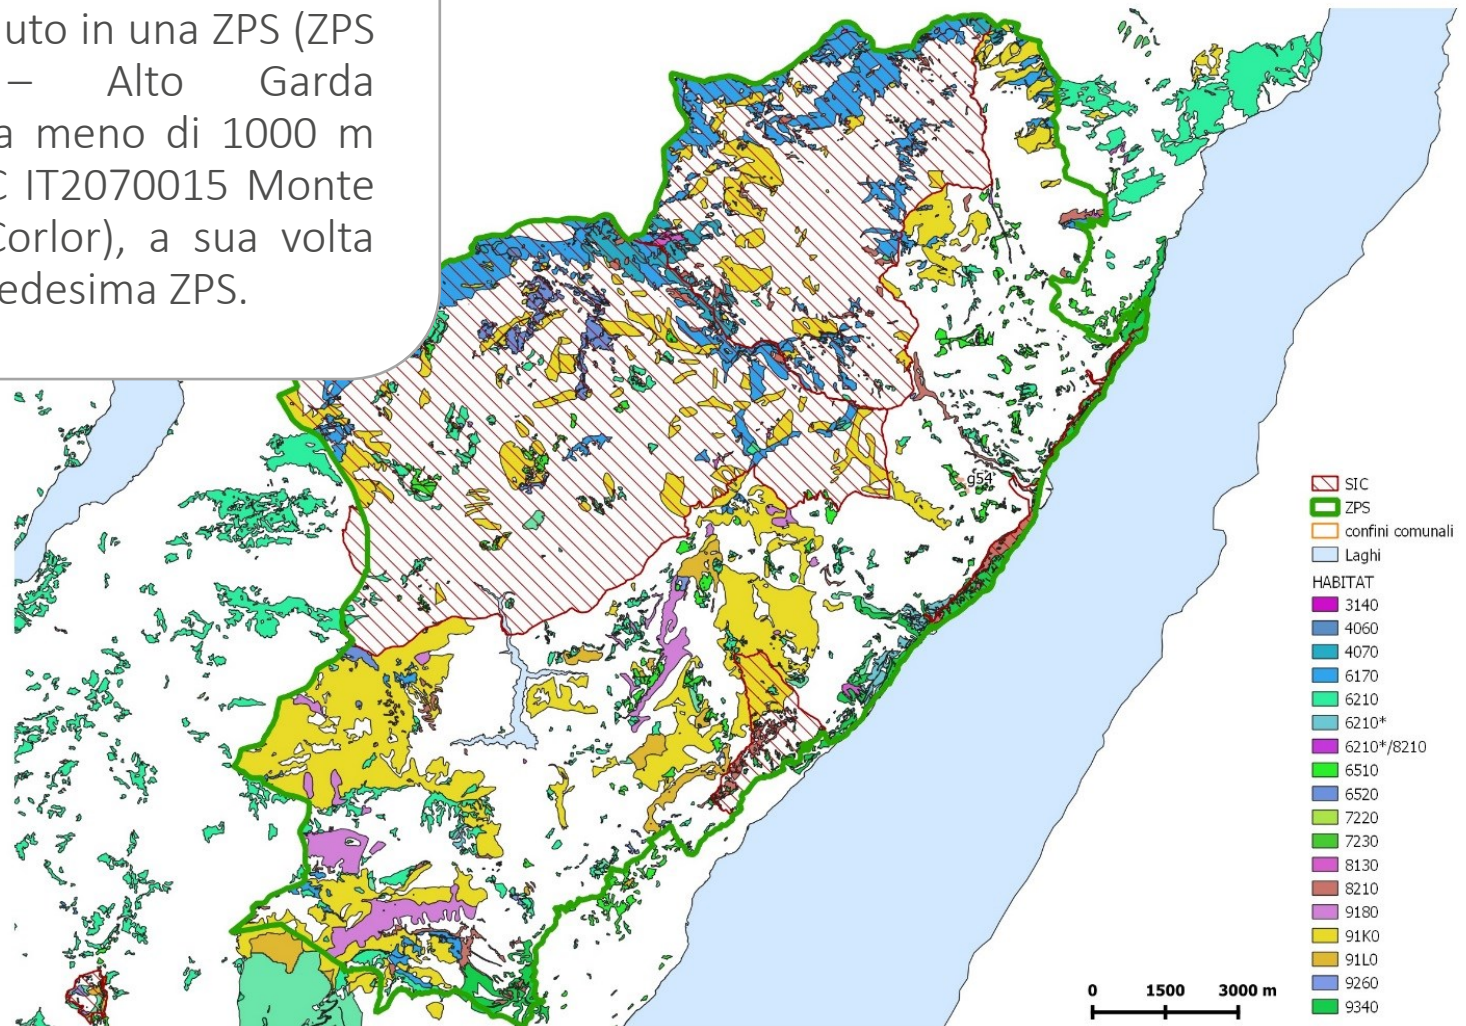 uto in una ZPS (ZPS
– Alto Garda
a meno di 1000 m
C IT2070015 Monte
Corlor), a sua volta
edesima ZPS.
g54
SIC
ZPS
confini comunali
Laghi
HABITAT
3140
4060
4070
6170
6210
6210*
6210*/8210
6510
6520
7220
7230
8130
8210
9180
91K0
91L0
9260
9340
0 1500 3000 m